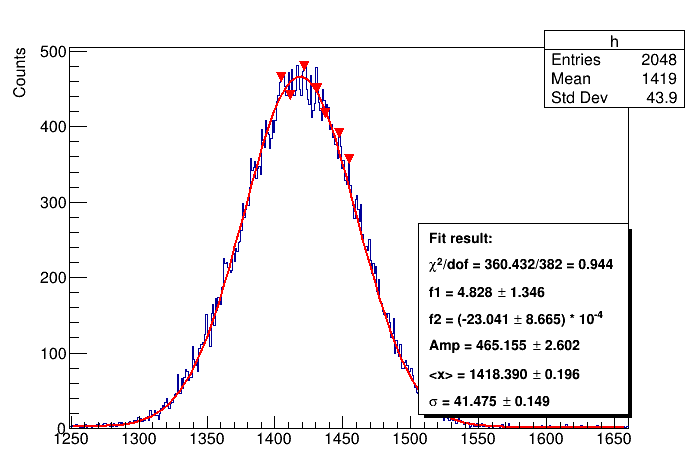 h
Entries 2048
Mean 1419
Std Dev 43.9
Counts
500
400
300
200
100
0
Fit result:
χ²/dof = 360.432/382 = 0.944
f1 = 4.828 ± 1.346
f2 = (-23.041 ± 8.665) * 10⁻⁴
Amp = 465.155 ± 2.602
<x> = 1418.390 ± 0.196
σ = 41.475 ± 0.149
1250 1300 1350 1400 1450 1500 1550 1600 1650